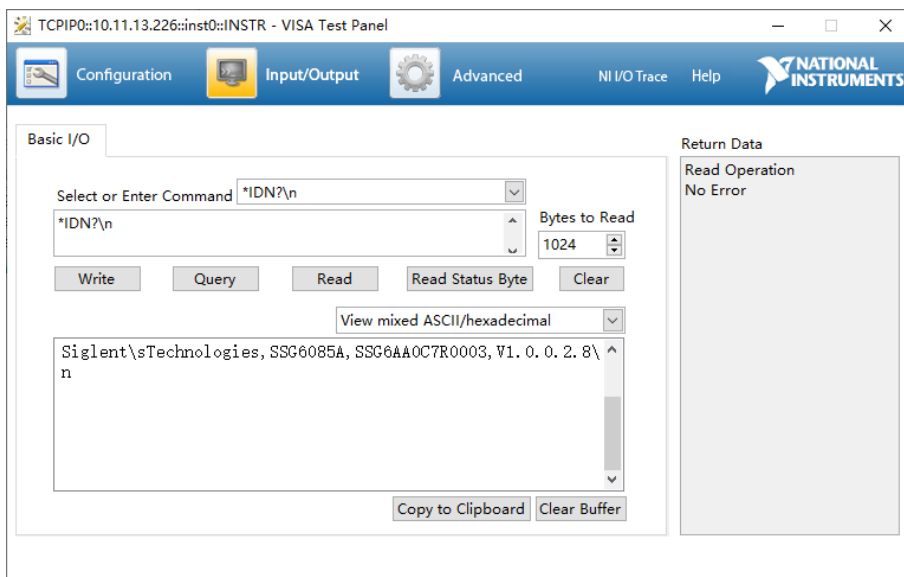 TCPIP0::10.11.13.226::inst0::INSTR - VISA Test Panel
Configuration Input/Output Advanced NI I/O Trace Help NATIONAL INSTRUMENTS
Basic I/O
Return Data
Read Operation
No Error
Select or Enter Command *IDN?\n
*IDN?\n
Bytes to Read
1024
Write Query Read Read Status Byte Clear
View mixed ASCII/hexadecimal
Siglent\sTechnologies,SSG6085A,SSG6AA0C7R0003,V1.0.0.2.8\
n
Copy to Clipboard Clear Buffer